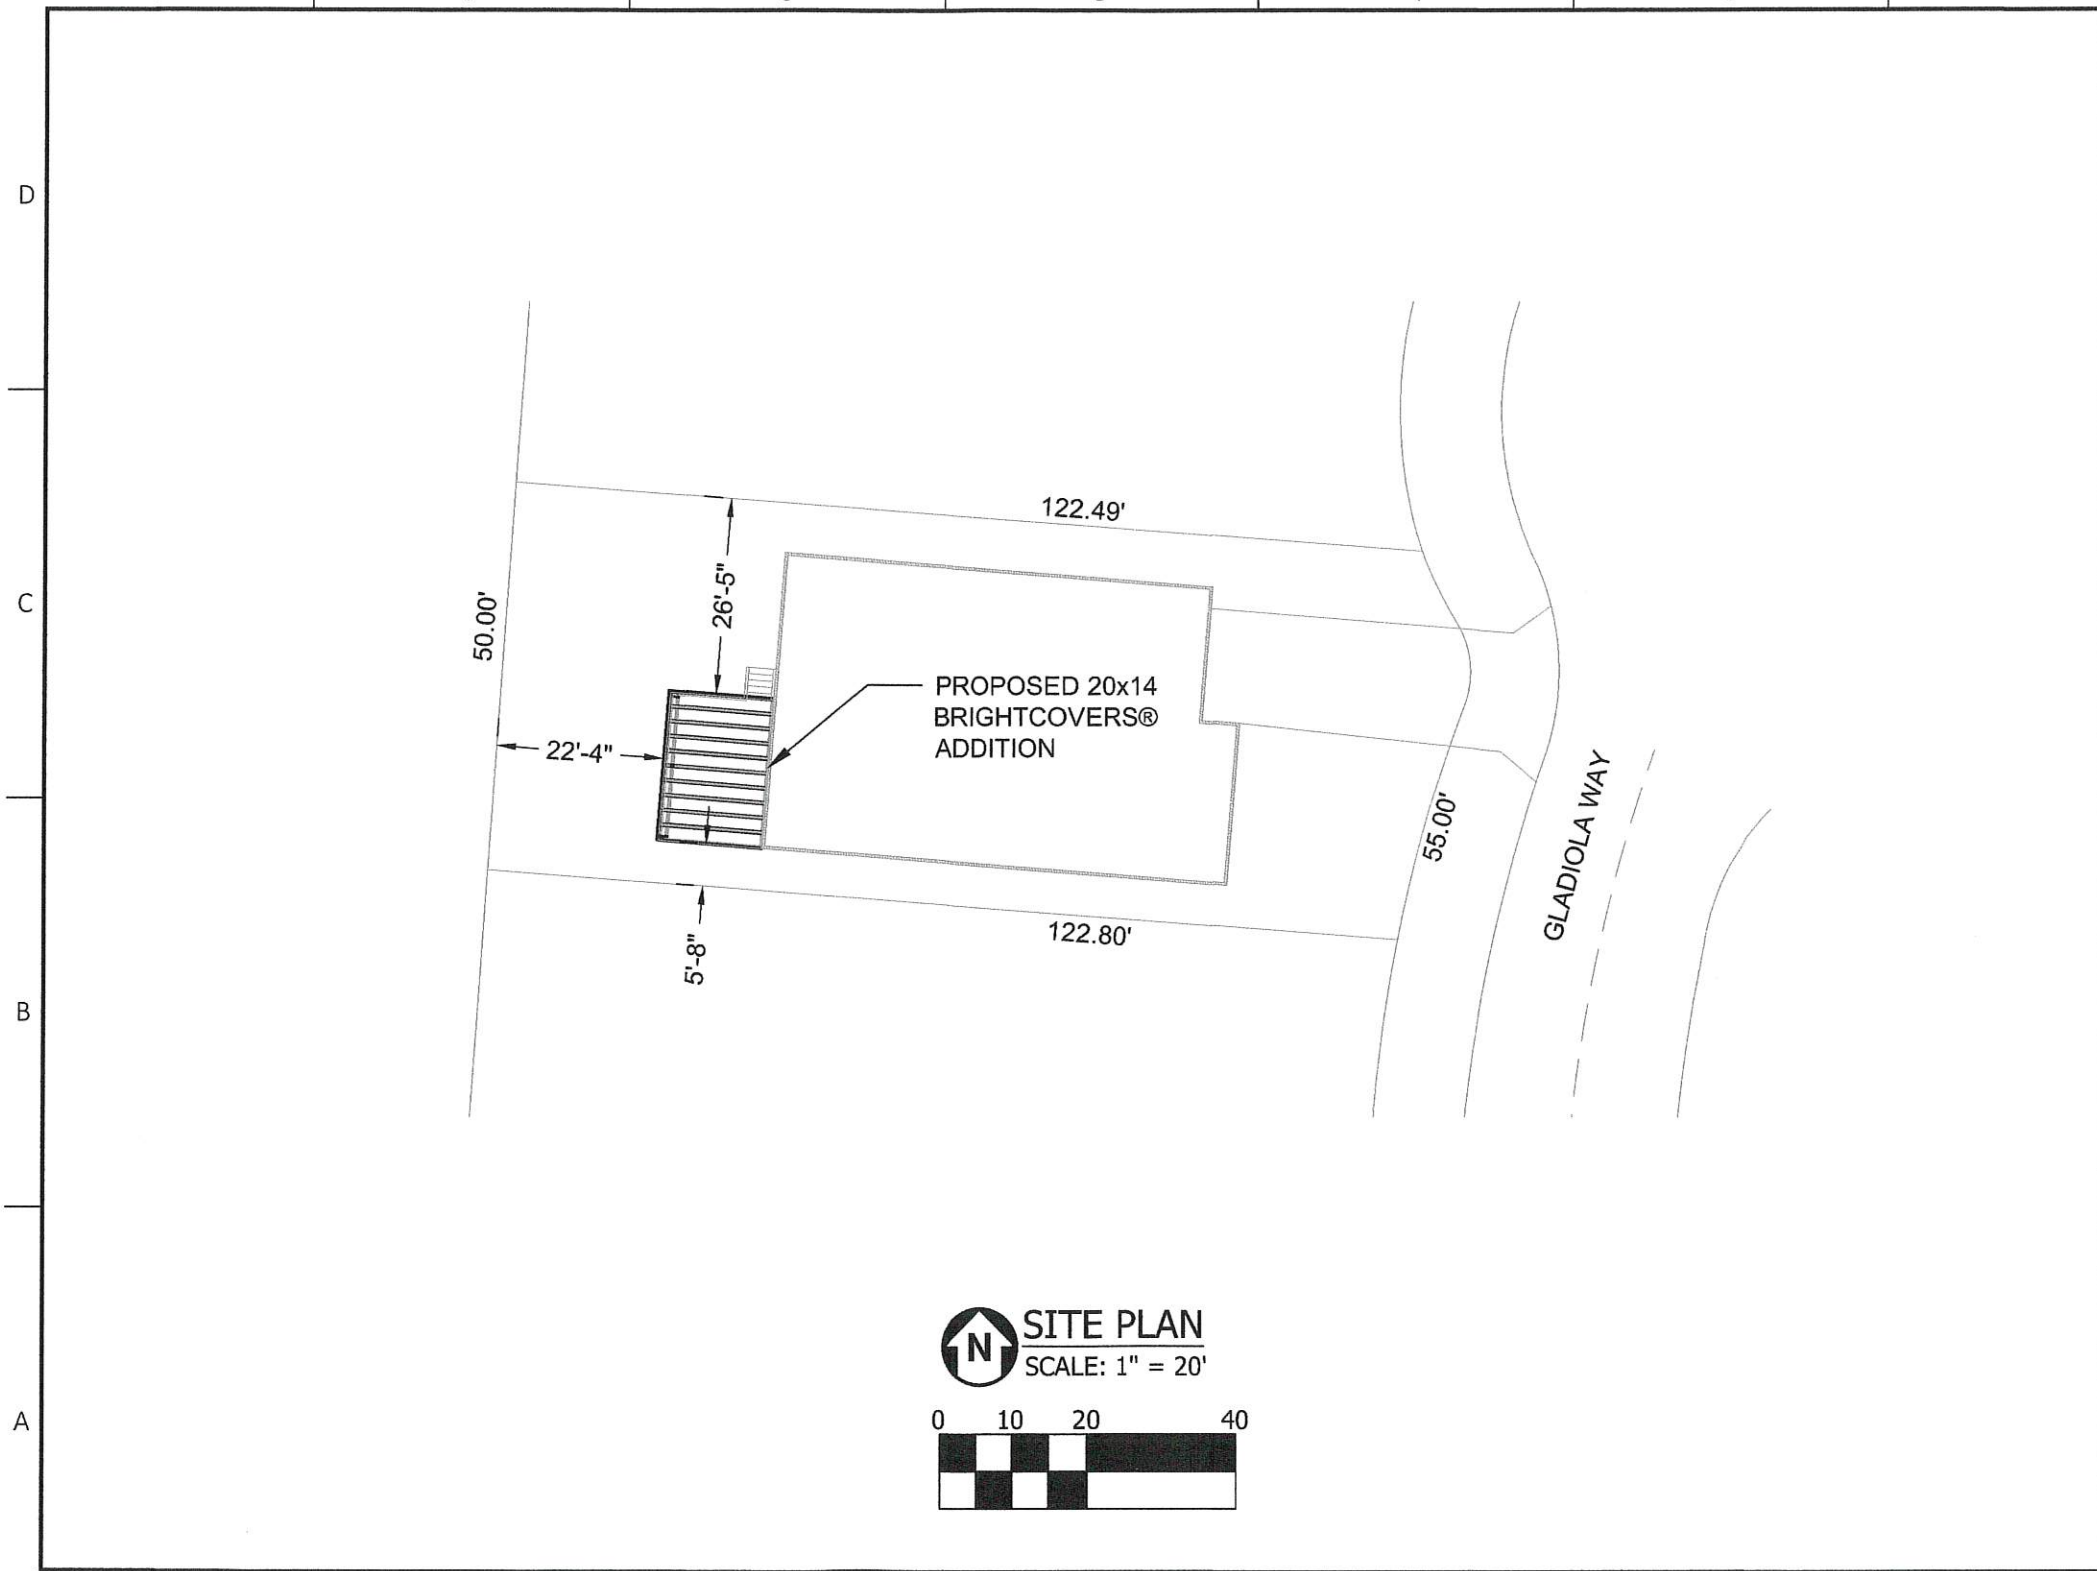 D
C
B
A
122.49'
50.00'
26'-5"
22'-4"
PROPOSED 20x14
BRIGHTCOVERS®
ADDITION
5'-8"
122.80'
55.00'
GLADIOLA WAY
N
SITE PLAN
SCALE: 1" = 20'
0 10 20 40